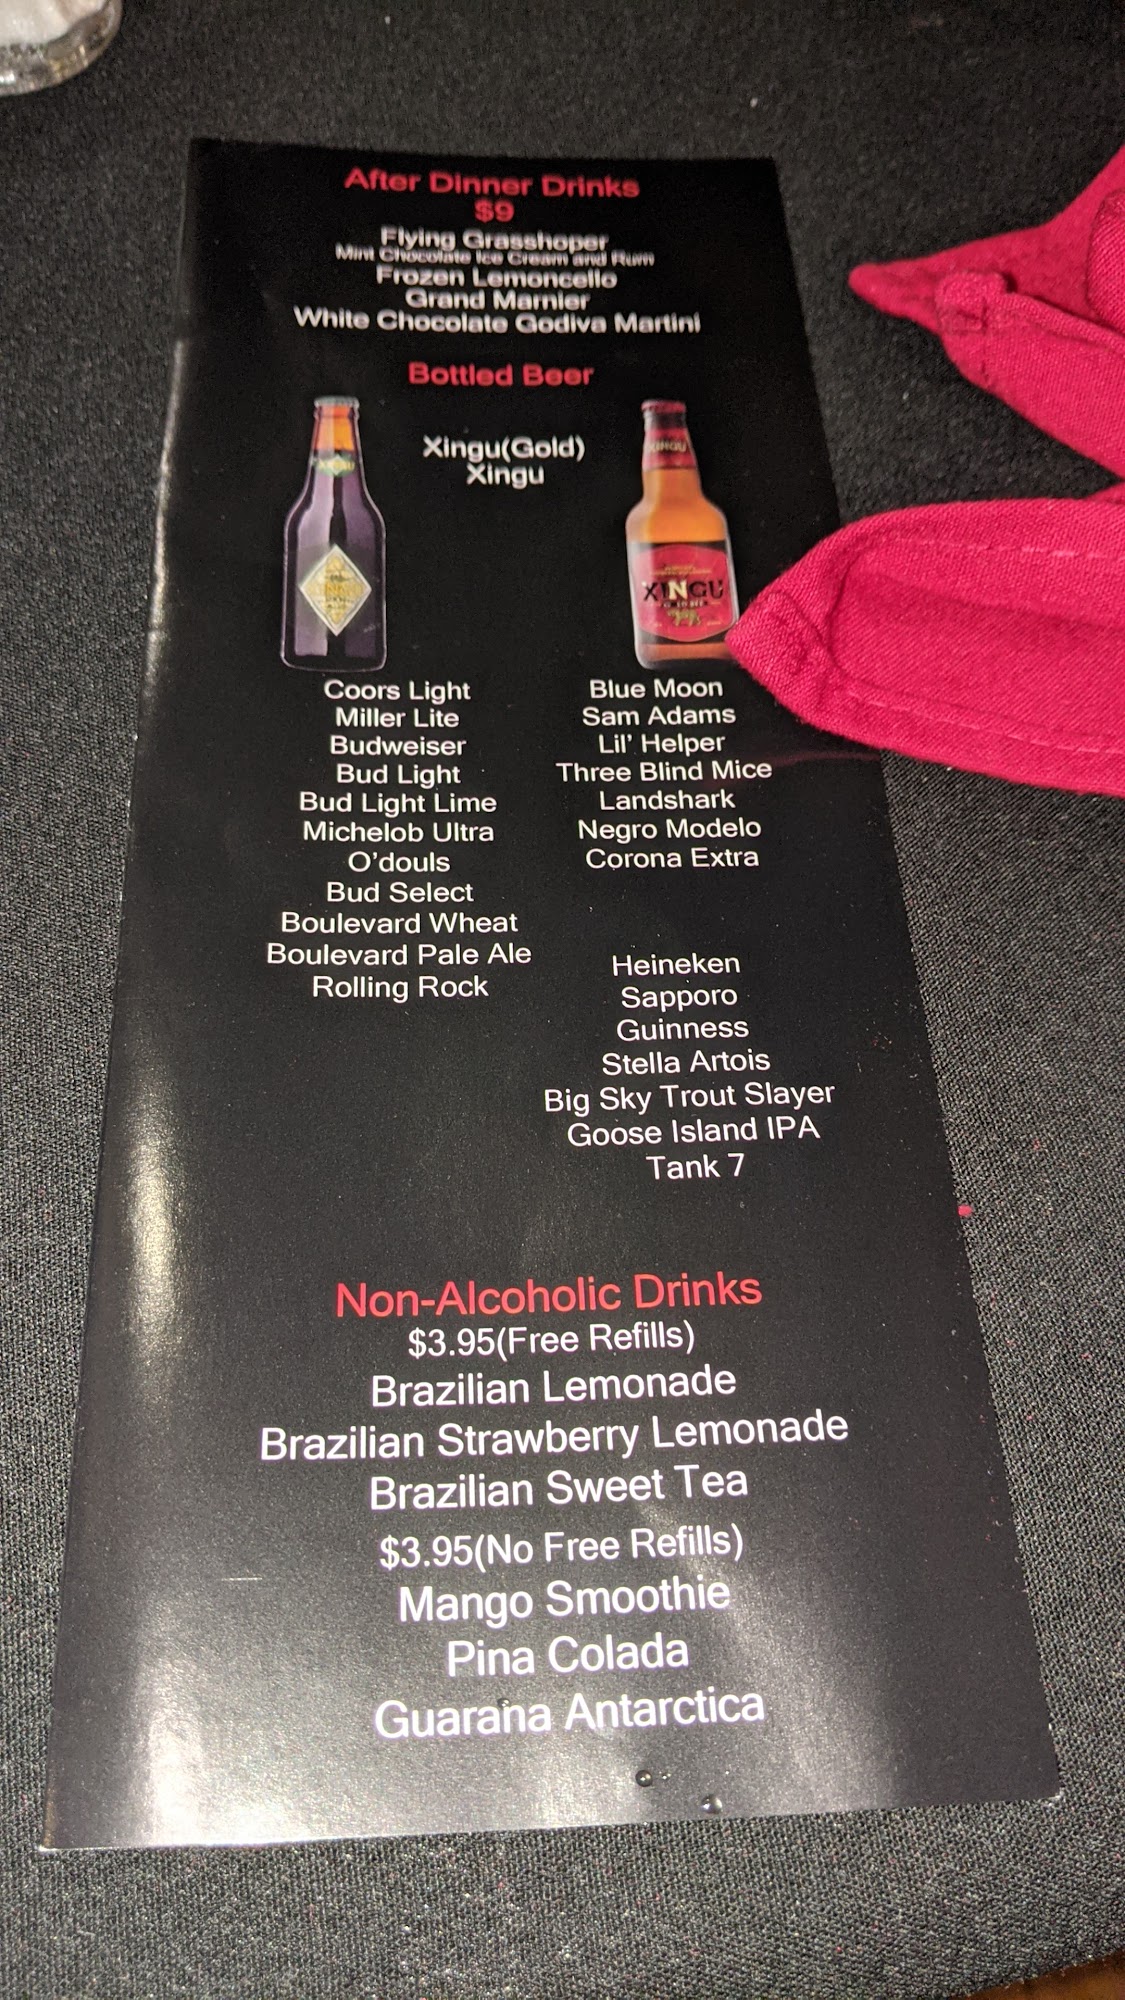 After Dinner Drinks
$9
Flying Grasshoper
Mint Chocolate Ice Cream and Rum
Frozen Lemoncello
Grand Marnier
White Chocolate Godiva Martini
Bottled Beer
Xingu(Gold)
Xingu
XINGU
XINGU
Coors Light
Miller Lite
Budweiser
Bud Light
Bud Light Lime
Michelob Ultra
O'douls
Bud Select
Boulevard Wheat
Boulevard Pale Ale
Rolling Rock
Blue Moon
Sam Adams
Lil' Helper
Three Blind Mice
Landshark
Negro Modelo
Corona Extra
Heineken
Sapporo
Guinness
Stella Artois
Big Sky Trout Slayer
Goose Island IPA
Tank 7
Non-Alcoholic Drinks
$3.95(Free Refills)
Brazilian Lemonade
Brazilian Strawberry Lemonade
Brazilian Sweet Tea
$3.95(No Free Refills)
Mango Smoothie
Pina Colada
Guarana Antarctica